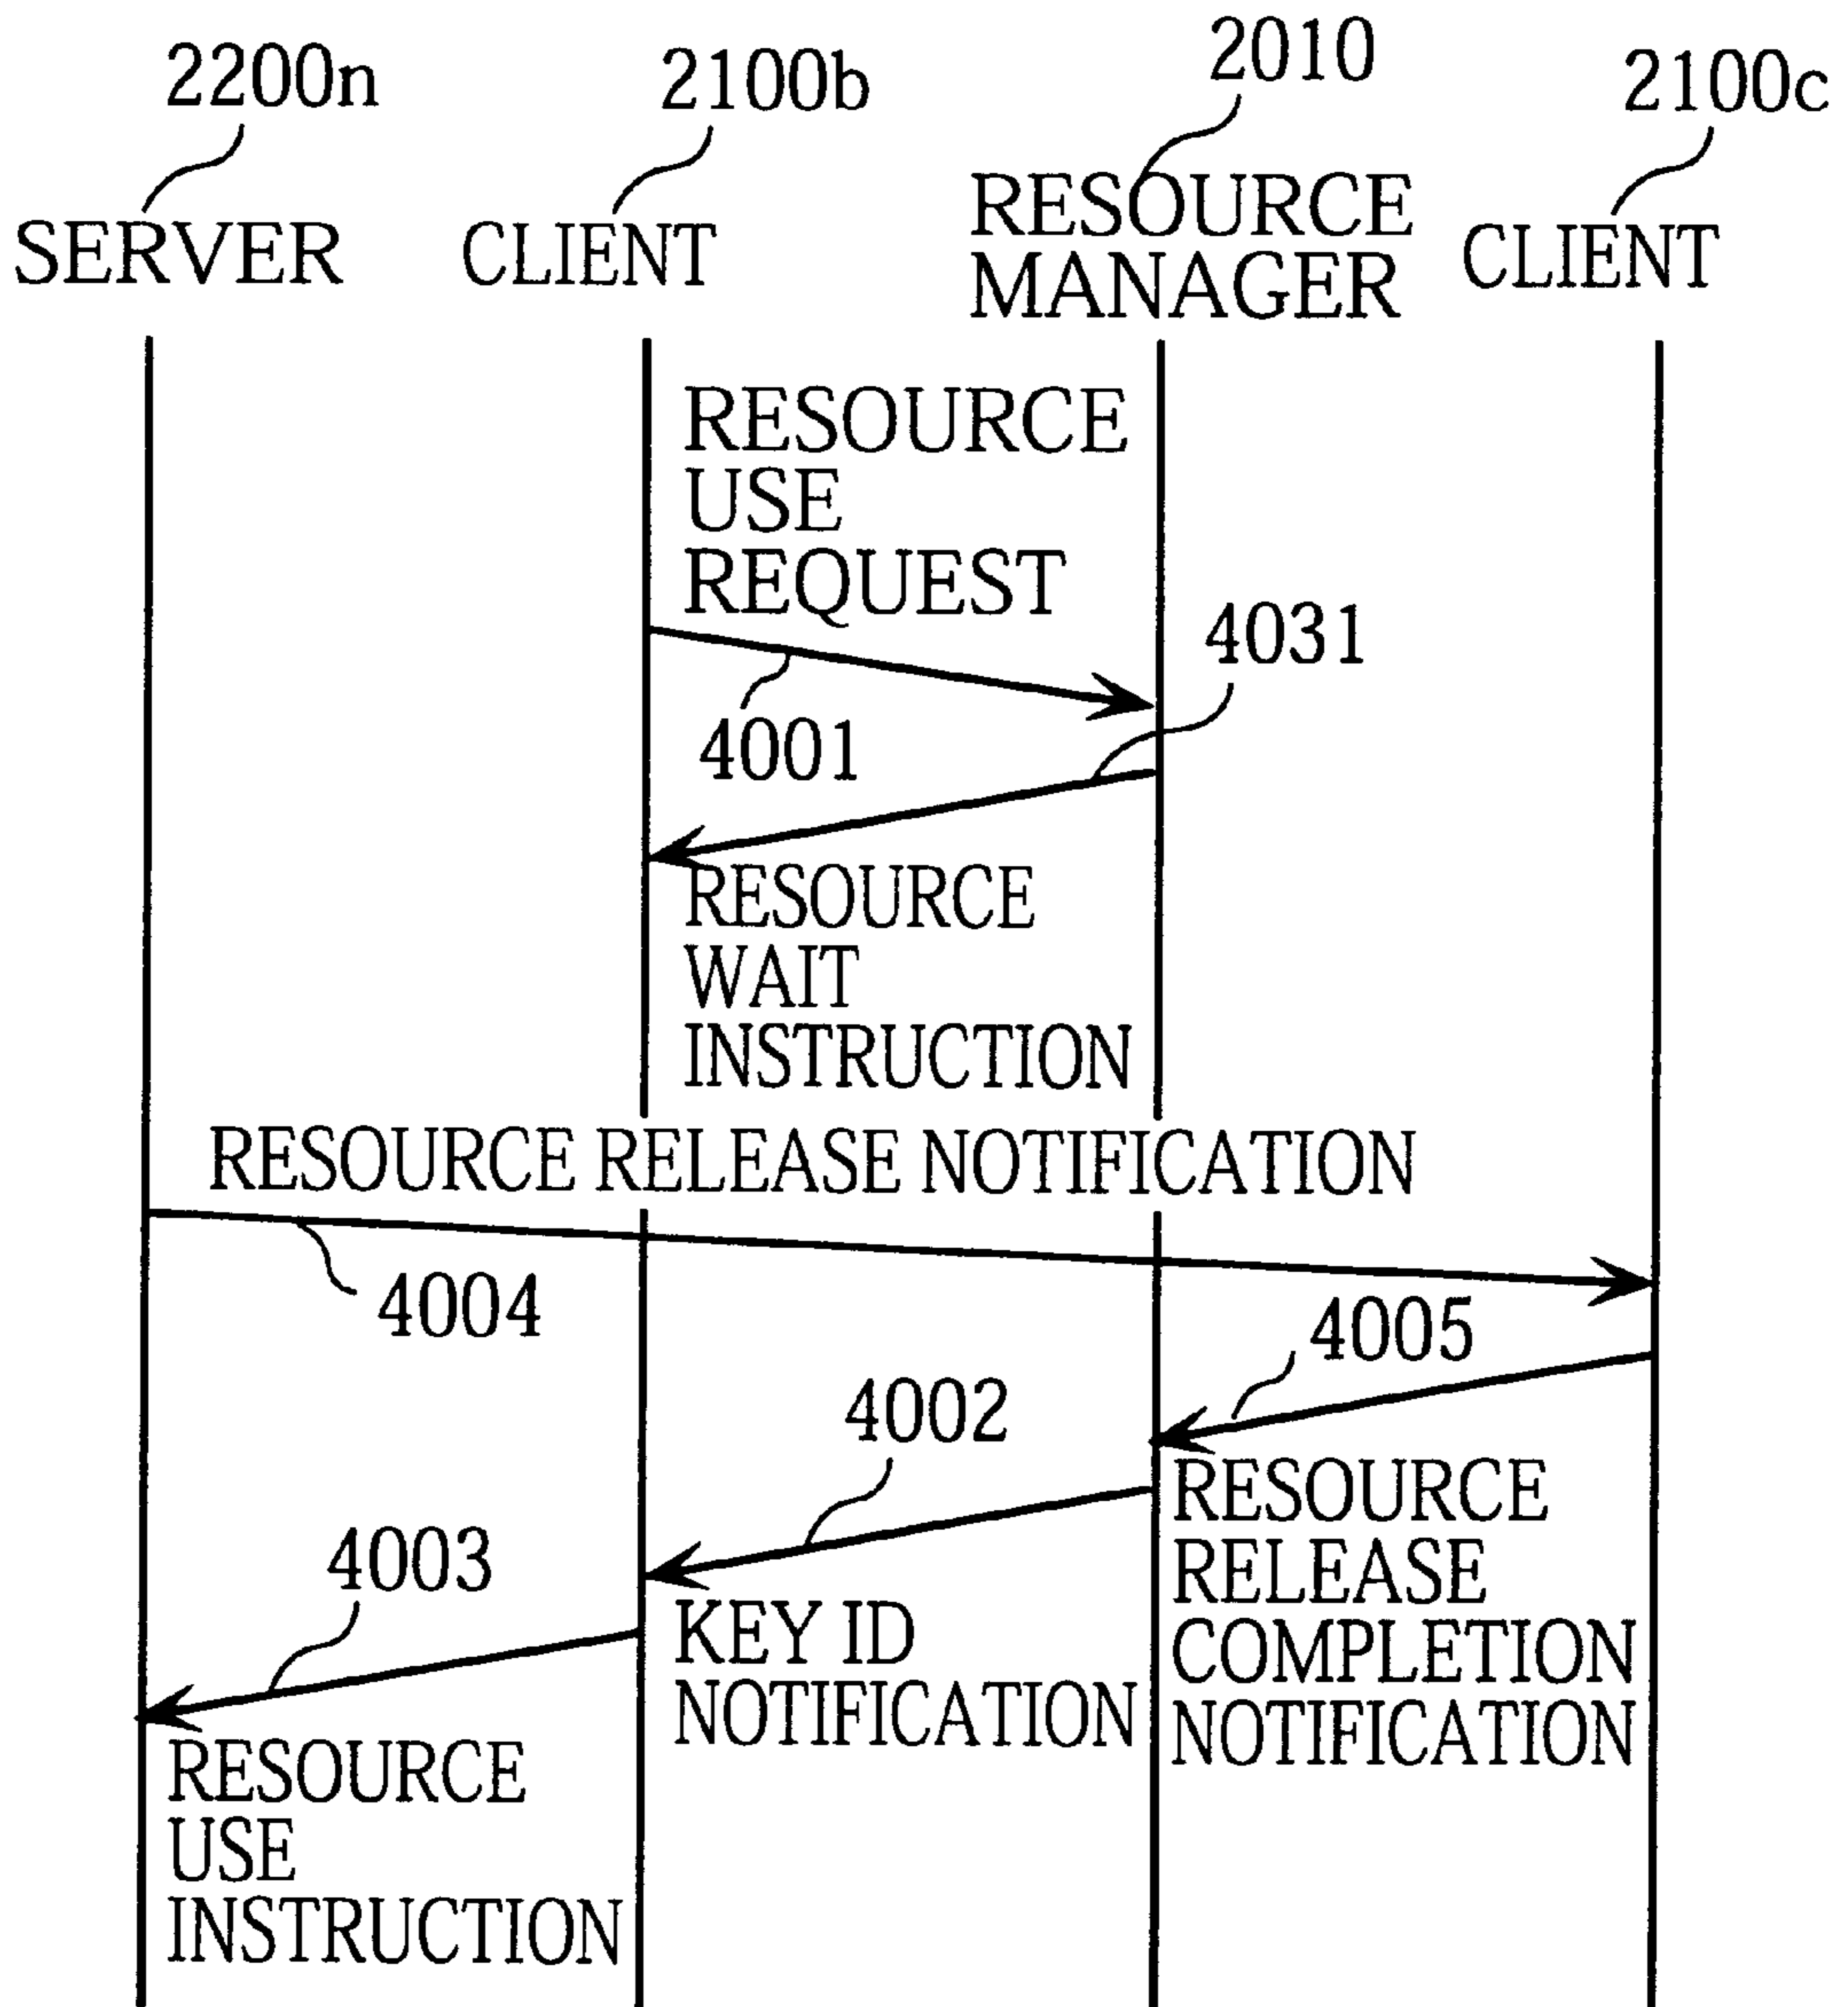 2200n
2100b
2010
2100c
SERVER
CLIENT
RESOURCE
MANAGER
CLIENT
RESOURCE
USE
REQUEST
4031
4001
RESOURCE
WAIT
INSTRUCTION
RESOURCE RELEASE NOTIFICATION
4004
4005
4002
RESOURCE
RELEASE
COMPLETION
NOTIFICATION
4003
KEY ID
NOTIFICATION
RESOURCE
USE
INSTRUCTION